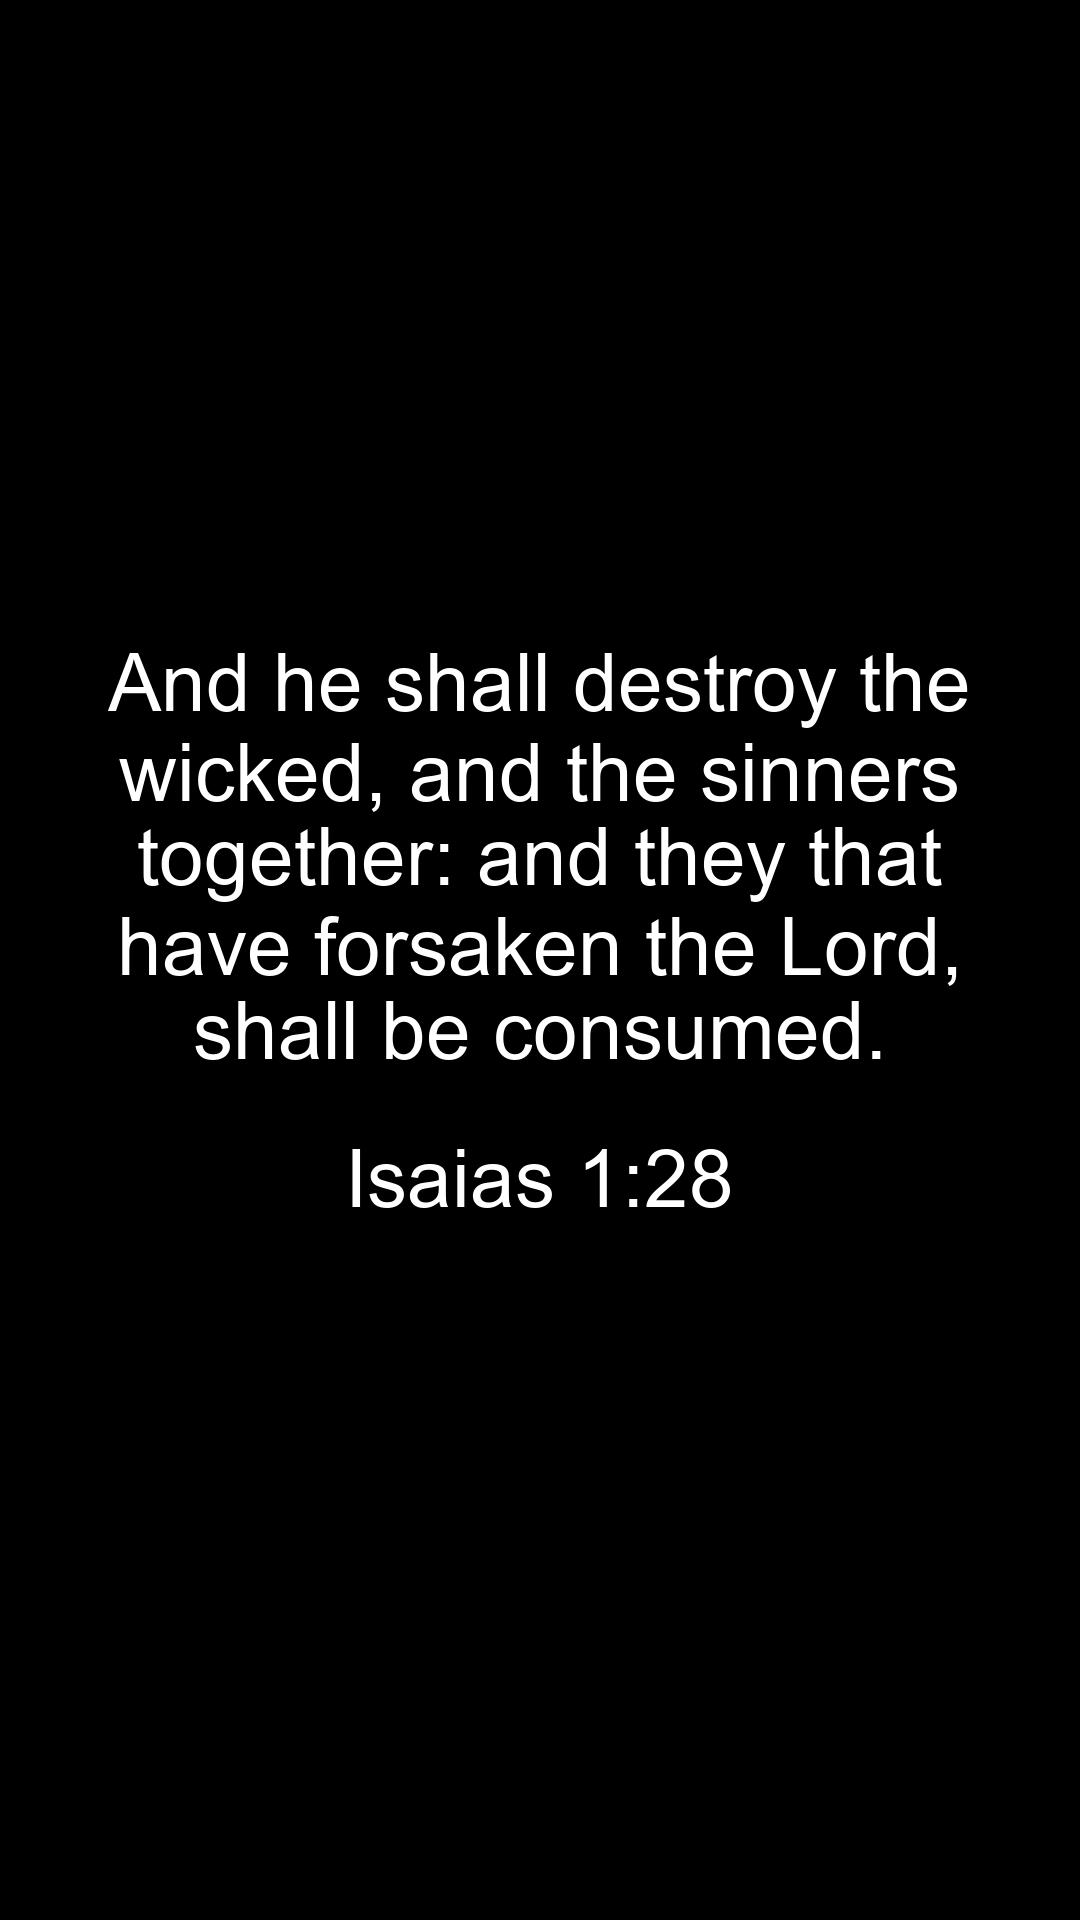 And he shall destroy the
wicked, and the sinners
together: and they that
have forsaken the Lord,
shall be consumed.
Isaias 1:28